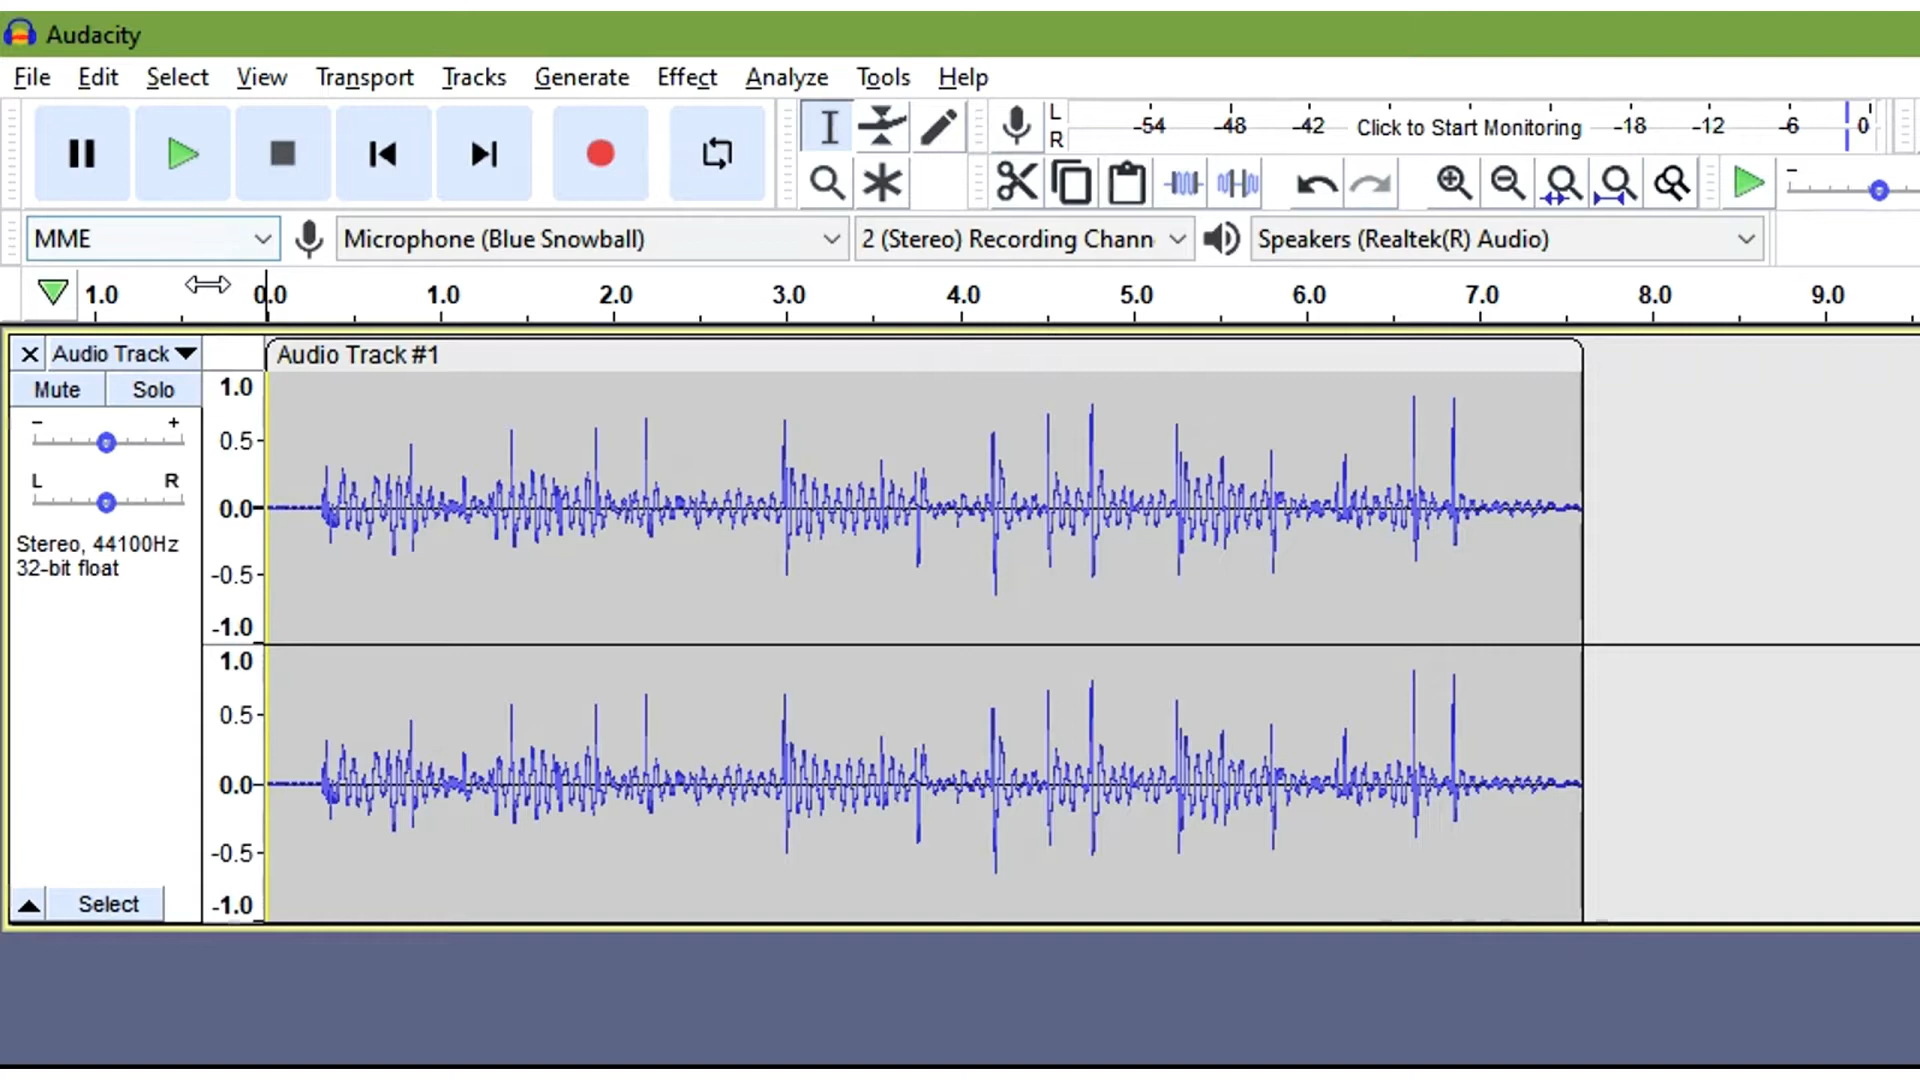 Audacity
File Edit Select View Transport Tracks Generate Effect Analyze Tools Help
L
R
-54 -48 -42 Click to Start Monitoring -18 -12 -6 0
MME Microphone (Blue Snowball) 2 (Stereo) Recording Chann Speakers (Realtek(R) Audio)
1.0 0.0 1.0 2.0 3.0 4.0 5.0 6.0 7.0 8.0 9.0
Audio Track Audio Track #1
Mute Solo
- +
L R
Stereo, 44100Hz
32-bit float
Select
1.0
0.5
0.0
-0.5
-1.0
1.0
0.5
0.0
-0.5
-1.0